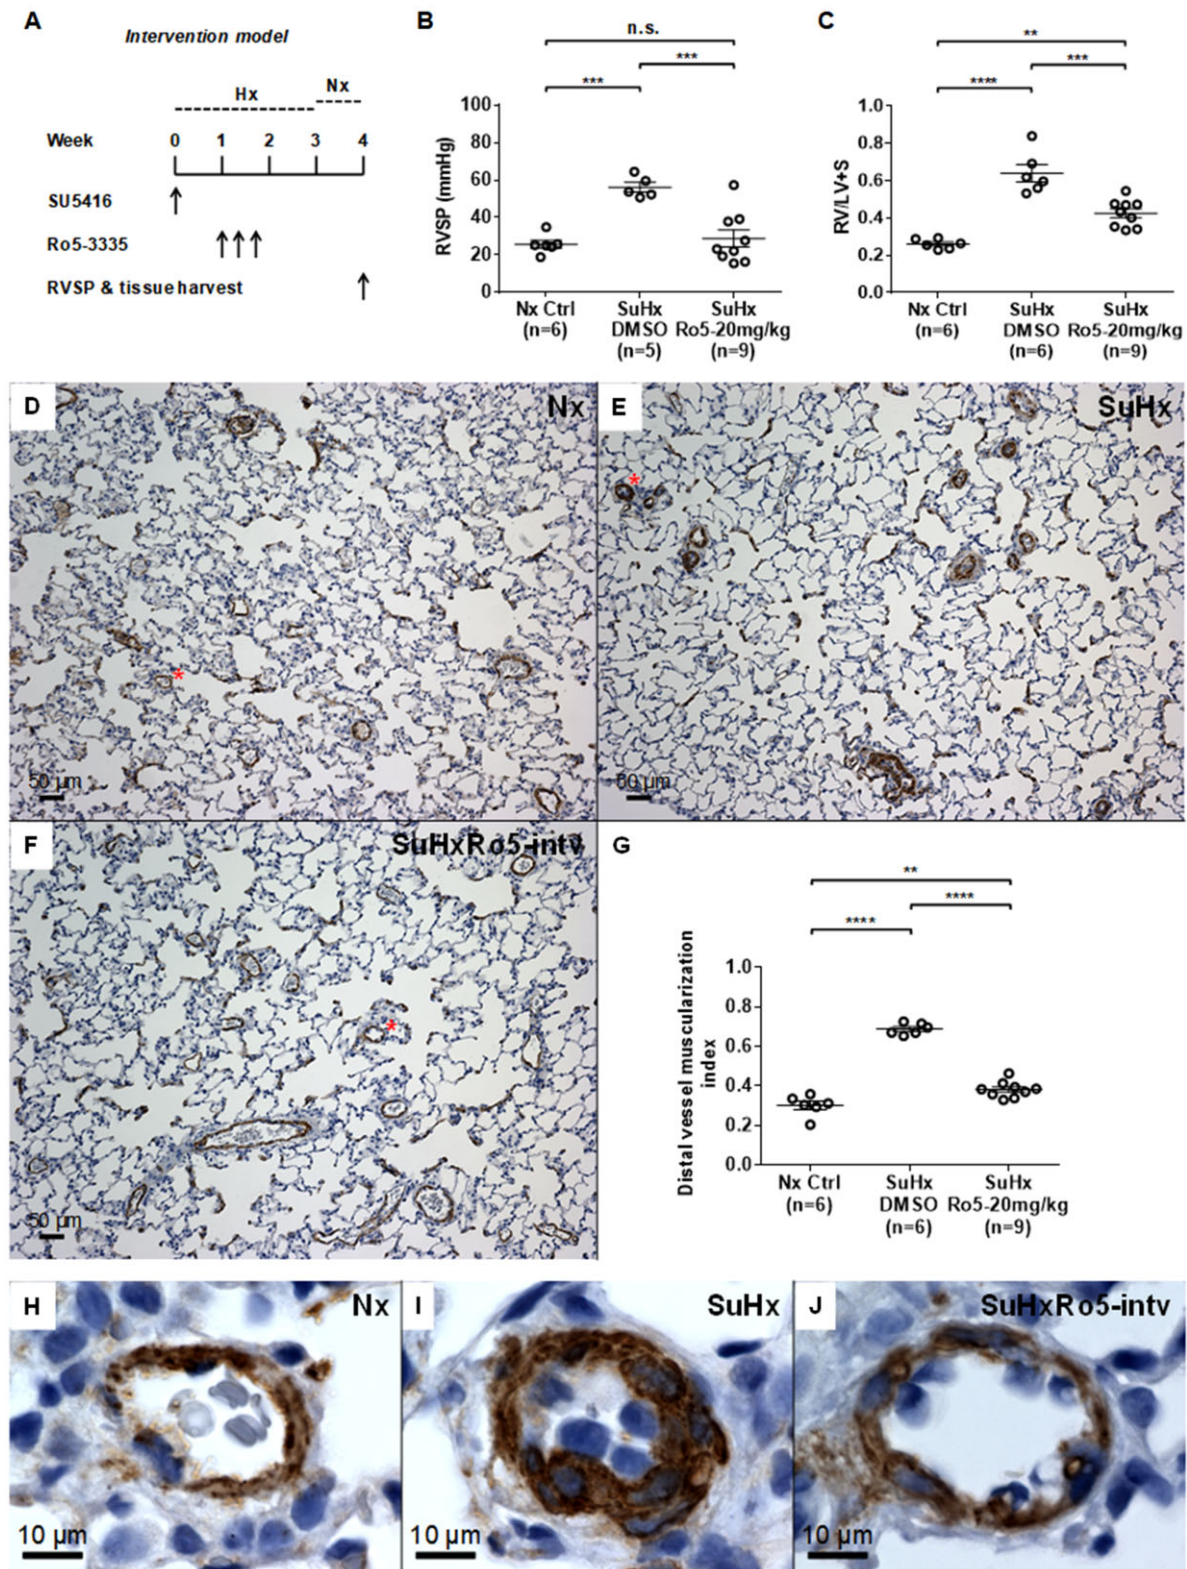 A
Intervention model
Hx
Nx
Week
0 1 2 3 4
SU5416
Ro5-3335
RVSP & tissue harvest
B
n.s.
***
***
RVSP (mmHg)
100
80
60
40
20
0
Nx Ctrl
(n=6)
SuHx
DMSO
(n=5)
SuHx
Ro5-20mg/kg
(n=9)
C
**
***
****
RV/LV+S
1.0
0.8
0.6
0.4
0.2
0.0
Nx Ctrl
(n=6)
SuHx
DMSO
(n=6)
SuHx
Ro5-20mg/kg
(n=9)
D
Nx
*
50 µm
E
SuHx
*
50 µm
F
SuHxRo5-intv
*
50 µm
G
**
****
****
Distal vessel muscularization
index
1.0
0.8
0.6
0.4
0.2
0.0
Nx Ctrl
(n=6)
SuHx
DMSO
(n=6)
SuHx
Ro5-20mg/kg
(n=9)
H
Nx
10 µm
I
SuHx
10 µm
J
SuHxRo5-intv
10 µm